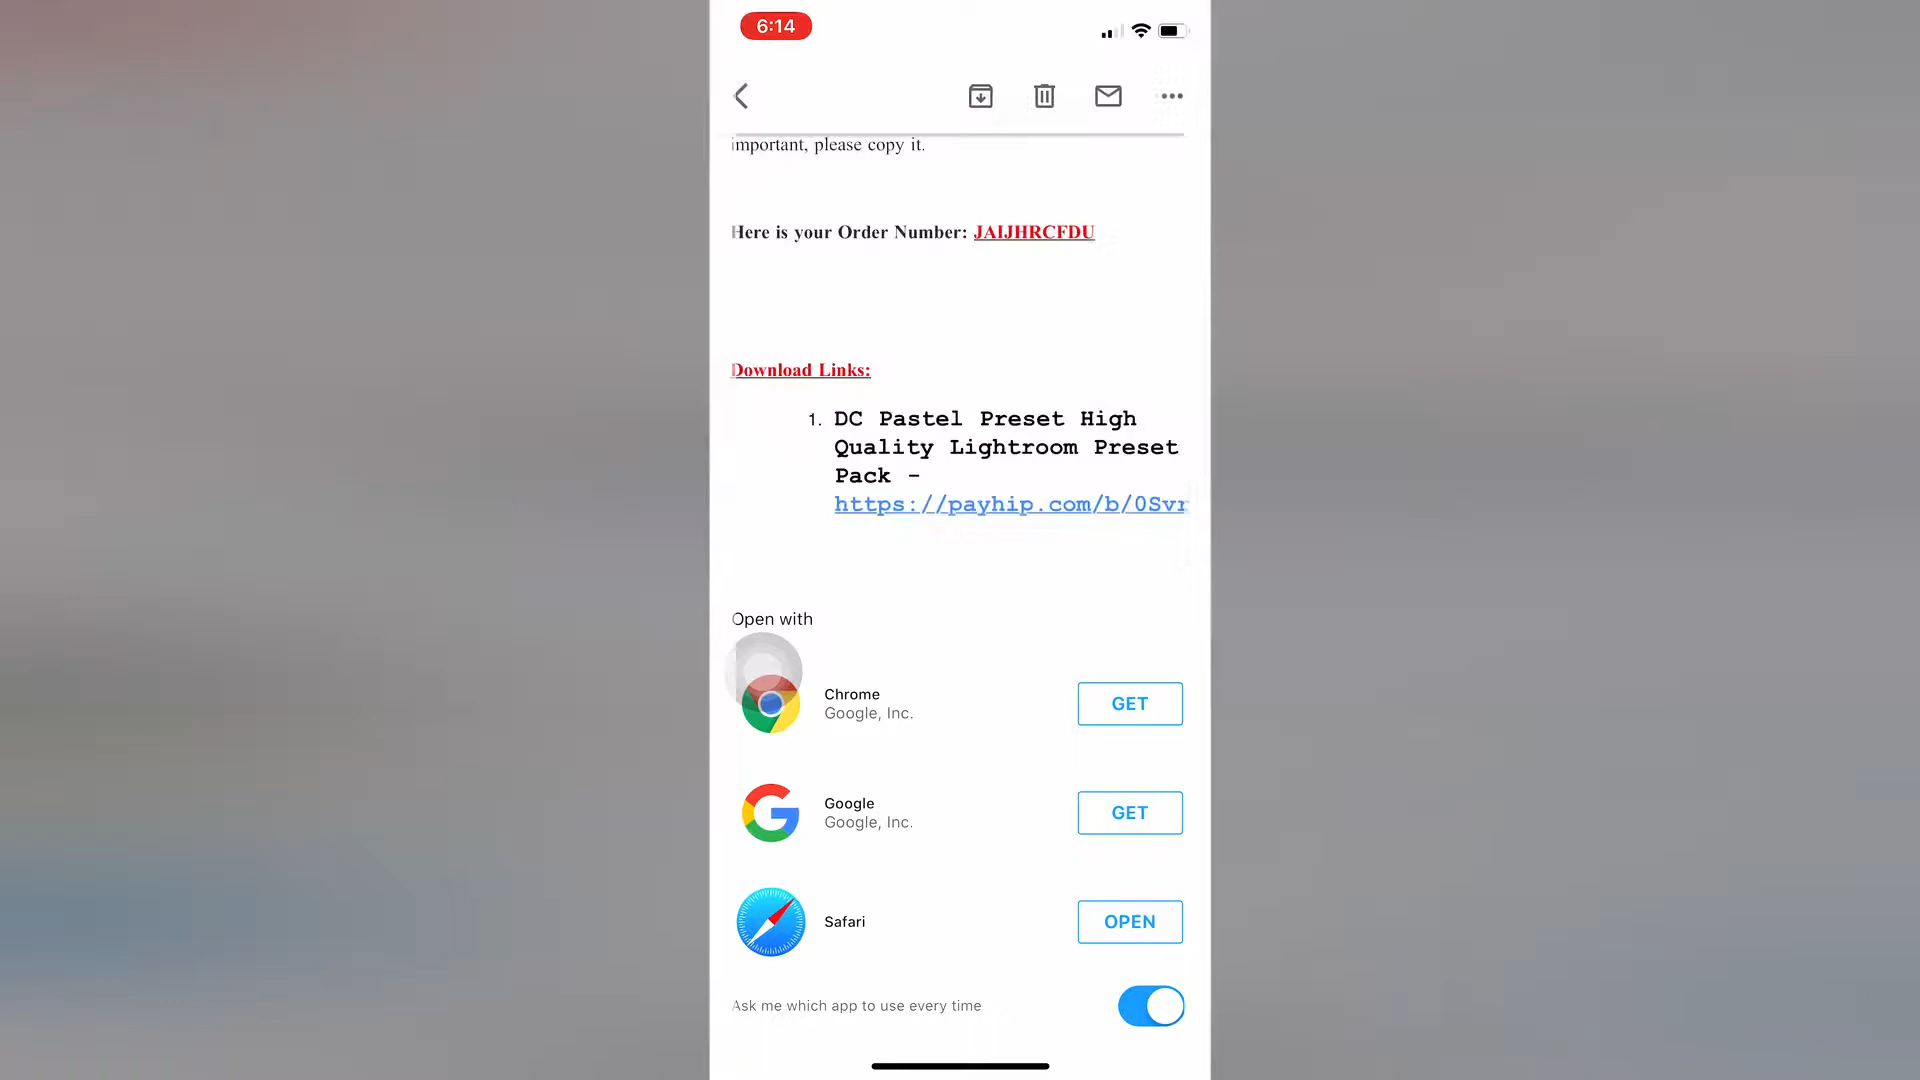 6:14
important, please copy it.
Here is your Order Number: JAIJHRCFDU
Download Links:
1. DC Pastel Preset High
Quality Lightroom Preset
Pack -
https://payhip.com/b/0Svr
Open with
Chrome
Google, Inc.
GET
Google
Google, Inc.
GET
Safari
OPEN
Ask me which app to use every time